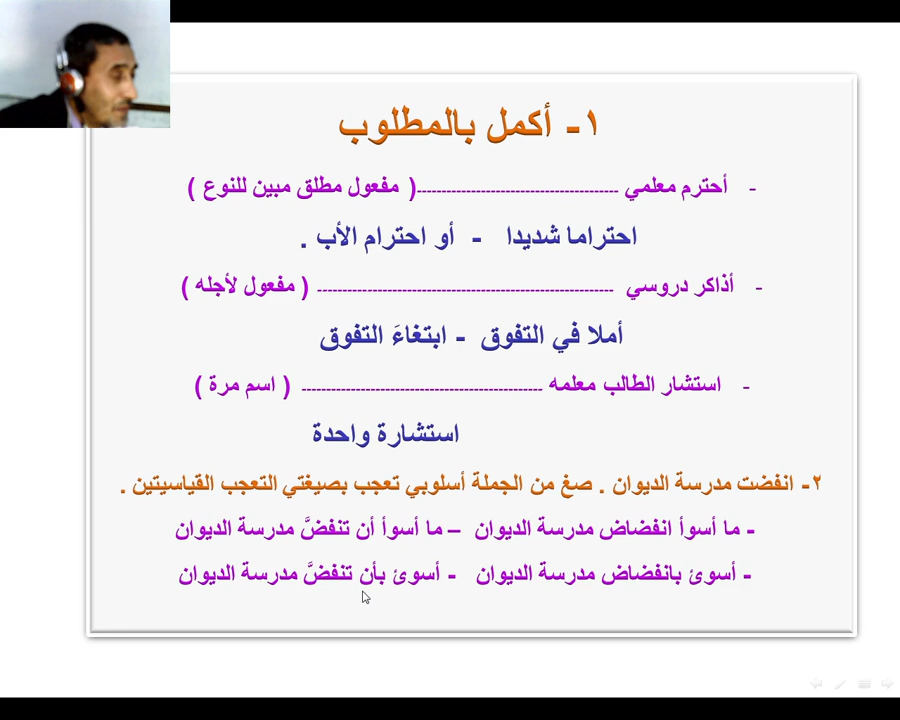 ١- أكمل بالمطلوب
- أحترم معلمي ---------------------------------------( مفعول مطلق مبين للنوع )
احتراما شديدا - أو احترام الأب .
- أذاكر دروسي --------------------------------------------------------- ( مفعول لأجله )
أملا في التفوق - ابتغاءَ التفوق
- استشار الطالب معلمه ----------------------------------------------- ( اسم مرة )
استشارة واحدة
٢- انفضت مدرسة الديوان . صغ من الجملة أسلوبي تعجب بصيغتي التعجب القياسيتين .
- ما أسوأ انفضاض مدرسة الديوان – ما أسوأ أن تنفضَّ مدرسة الديوان
- أسوئ بانفضاض مدرسة الديوان - أسوئ بأن تنفضَّ مدرسة الديوان